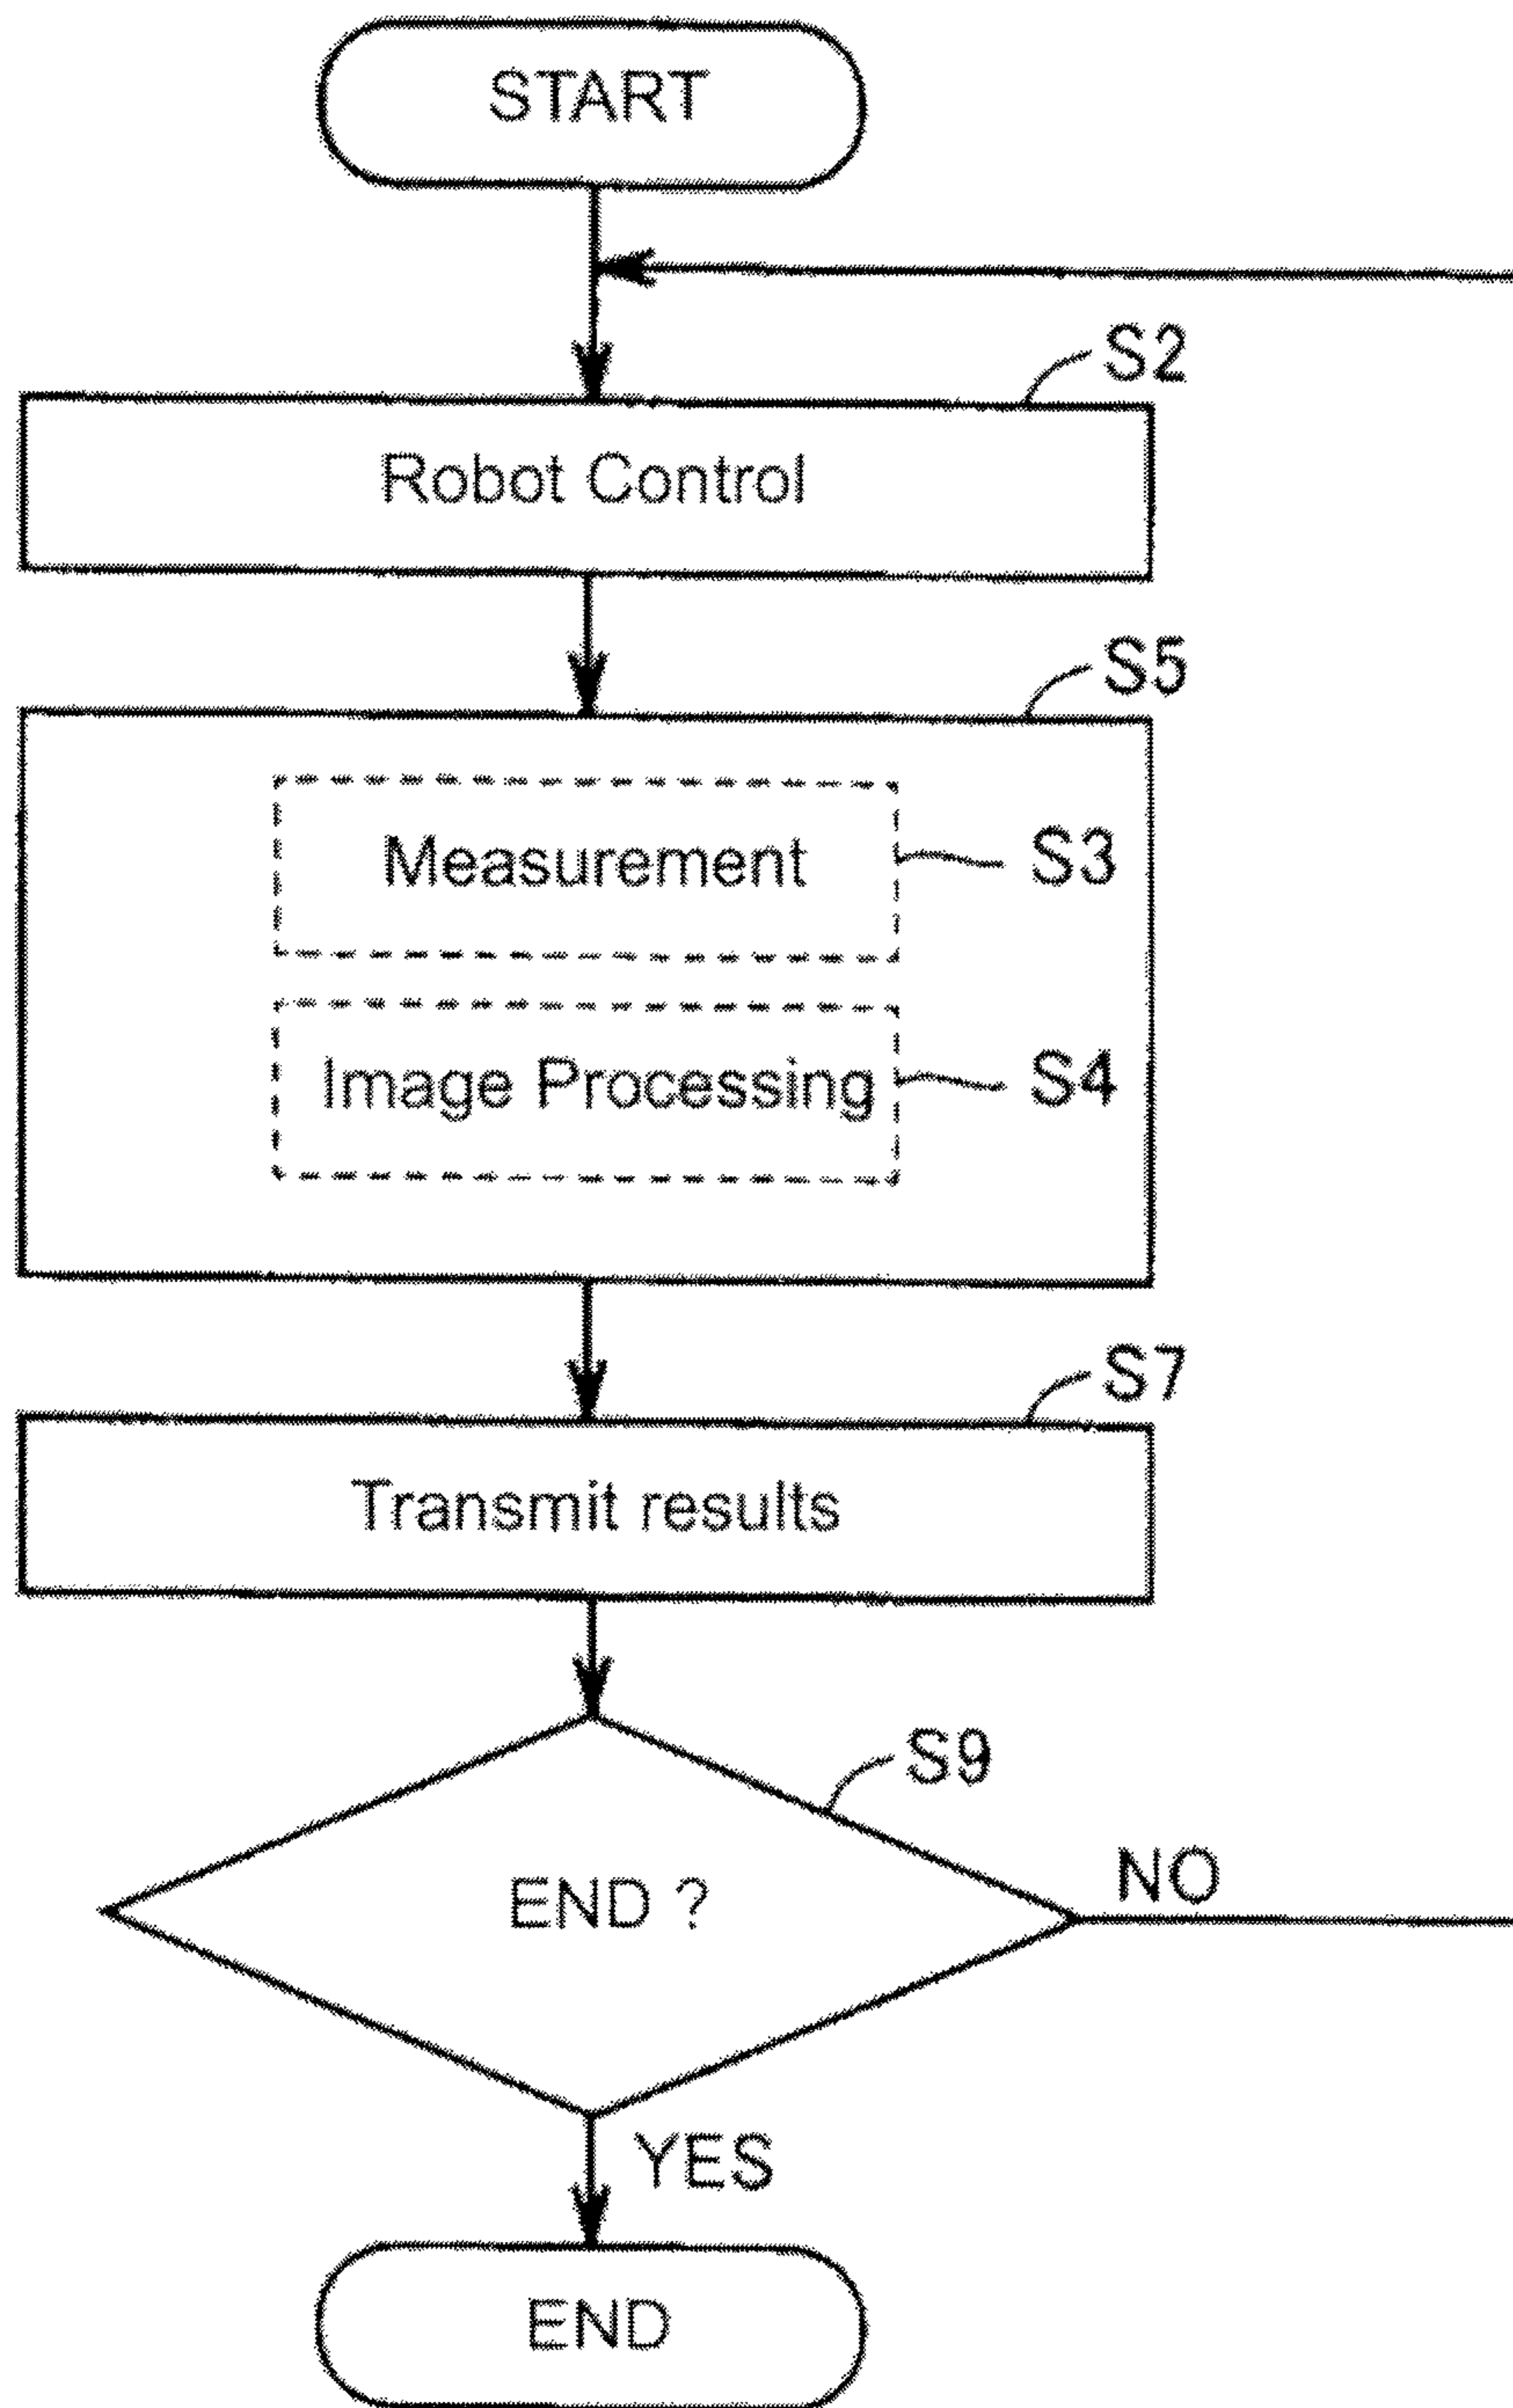 START
S2
Robot Control
S5
Measurement
S3
Image Processing
S4
S7
Transmit results
S9
END ?
NO
YES
END